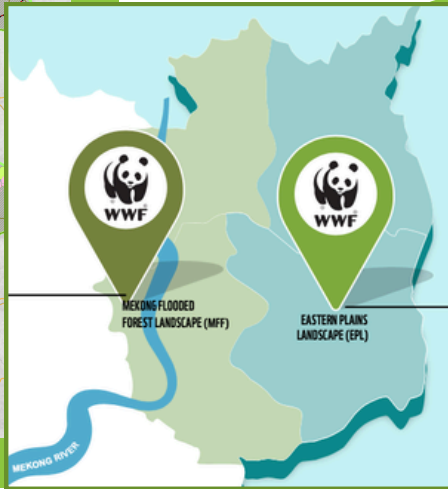 WWF
WWF
MEKONG FLOODED
FOREST LANDSCAPE (MFF)
EASTERN PLAINS
LANDSCAPE (EPL)
MEKONG RIVER